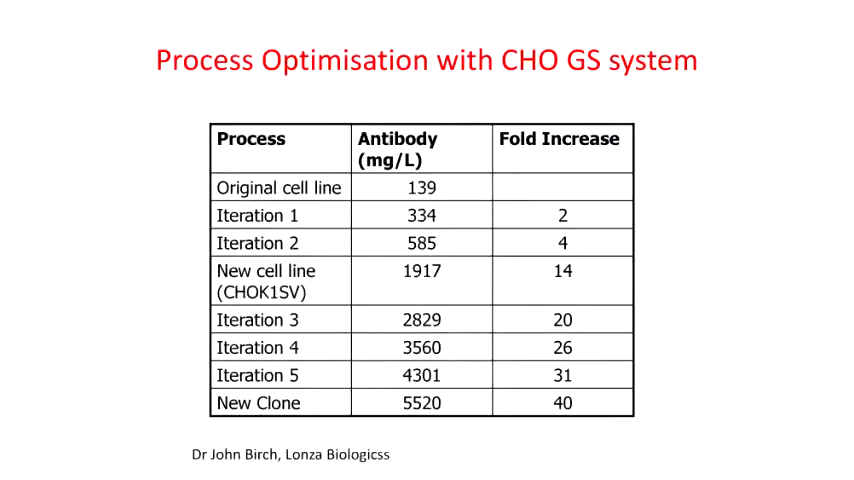 Process Optimisation with CHO GS system
Process Antibody (mg/L) Fold Increase
Original cell line 139
Iteration 1 334 2
Iteration 2 585 4
New cell line (CHOK1SV) 1917 14
Iteration 3 2829 20
Iteration 4 3560 26
Iteration 5 4301 31
New Clone 5520 40
Dr John Birch, Lonza Biologicss